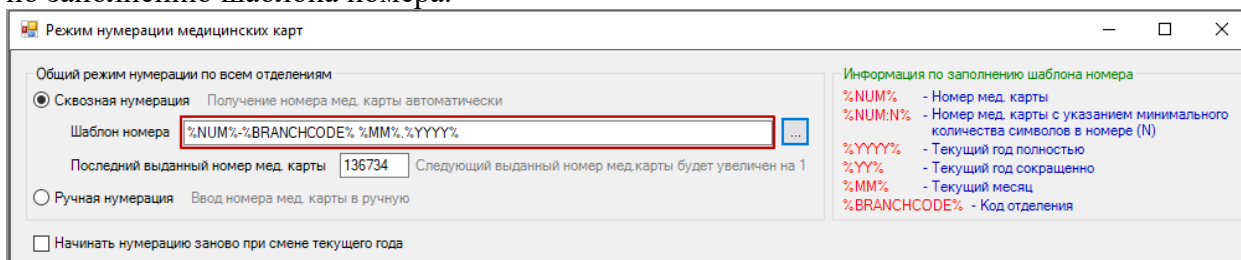 по заполнению шаблона номера.
Режим нумерации медицинских карт
Общий режим нумерации по всем отделениям
Сквозная нумерация Получение номера мед. карты автоматически
Шаблон номера %NUM%-%BRANCHCODE% %MM%.%YYYY% ...
Последний выданный номер мед. карты 136734 Следующий выданный номер мед.карты будет увеличен на 1
Ручная нумерация Ввод номера мед. карты в ручную
Начинать нумерацию заново при смене текущего года
Информация по заполнению шаблона номера
%NUM% - Номер мед. карты
%NUM:N% - Номер мед. карты с указанием минимального
количества символов в номере (N)
%YYYY% - Текущий год полностью
%YY% - Текущий год сокращенно
%MM% - Текущий месяц
%BRANCHCODE% - Код отделения